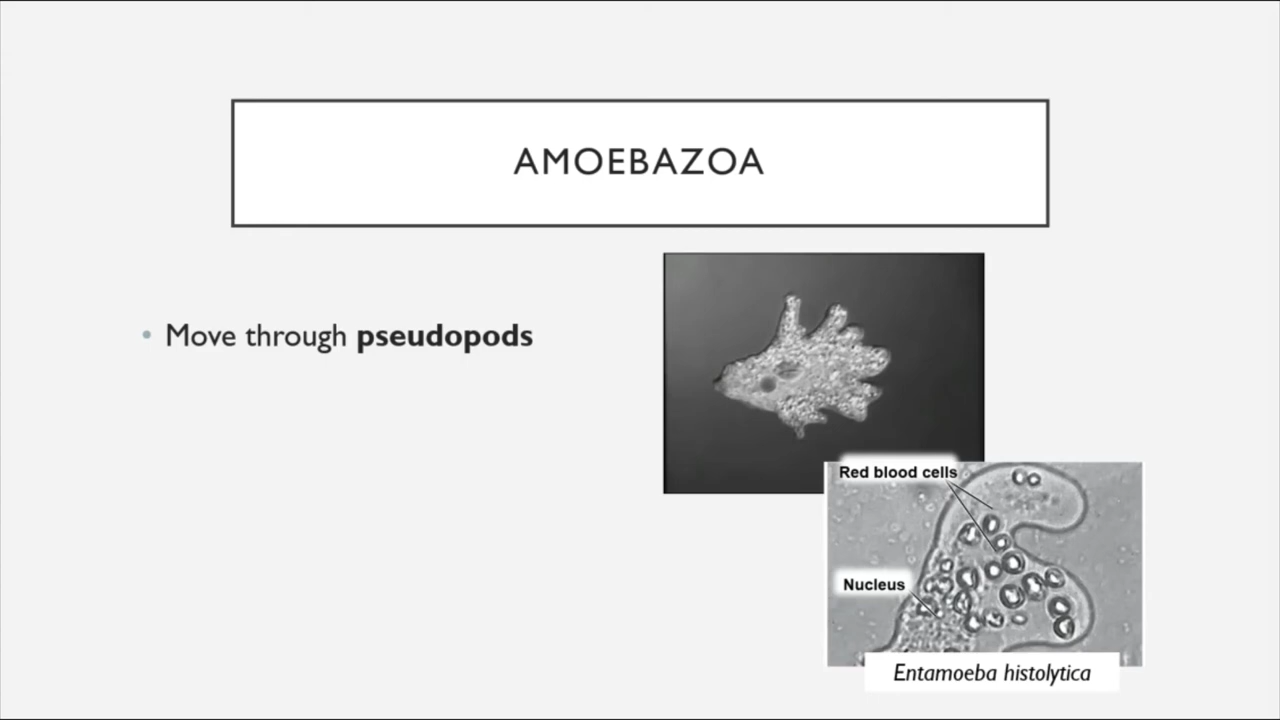 AMOEBAZOA
• Move through pseudopods
Red blood cells
Nucleus
Entamoeba histolytica